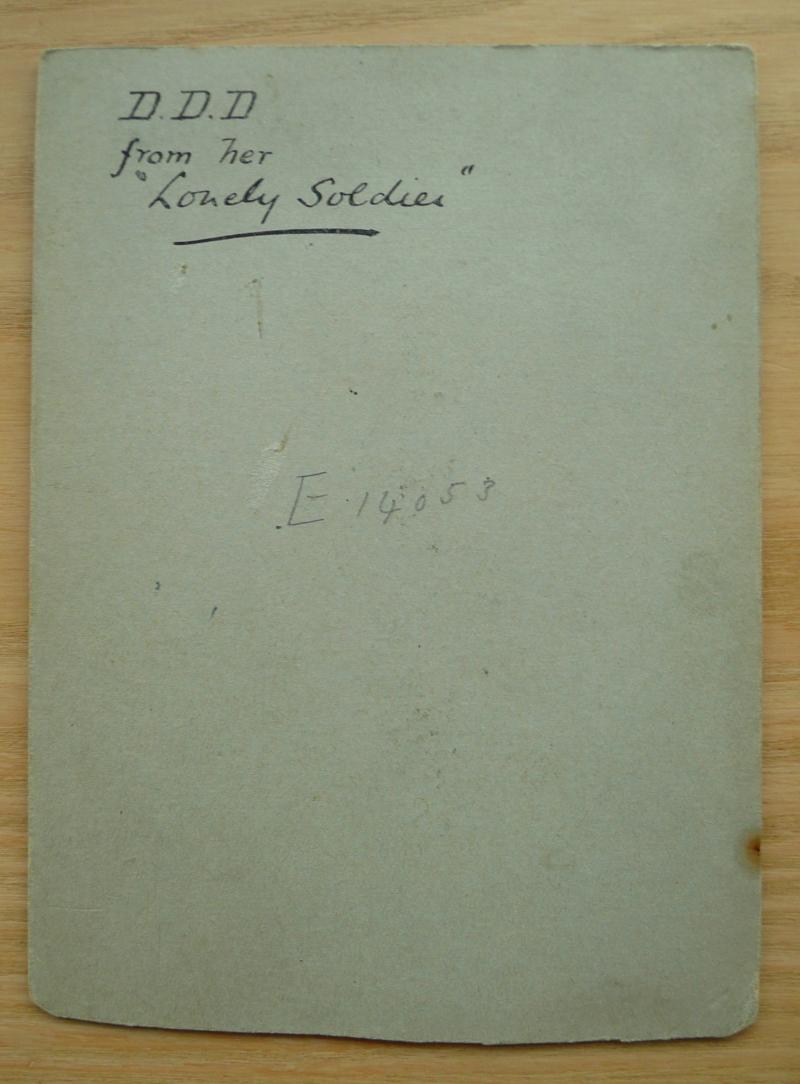 D. D. D
from her
"Lonely Soldier"
E 14053